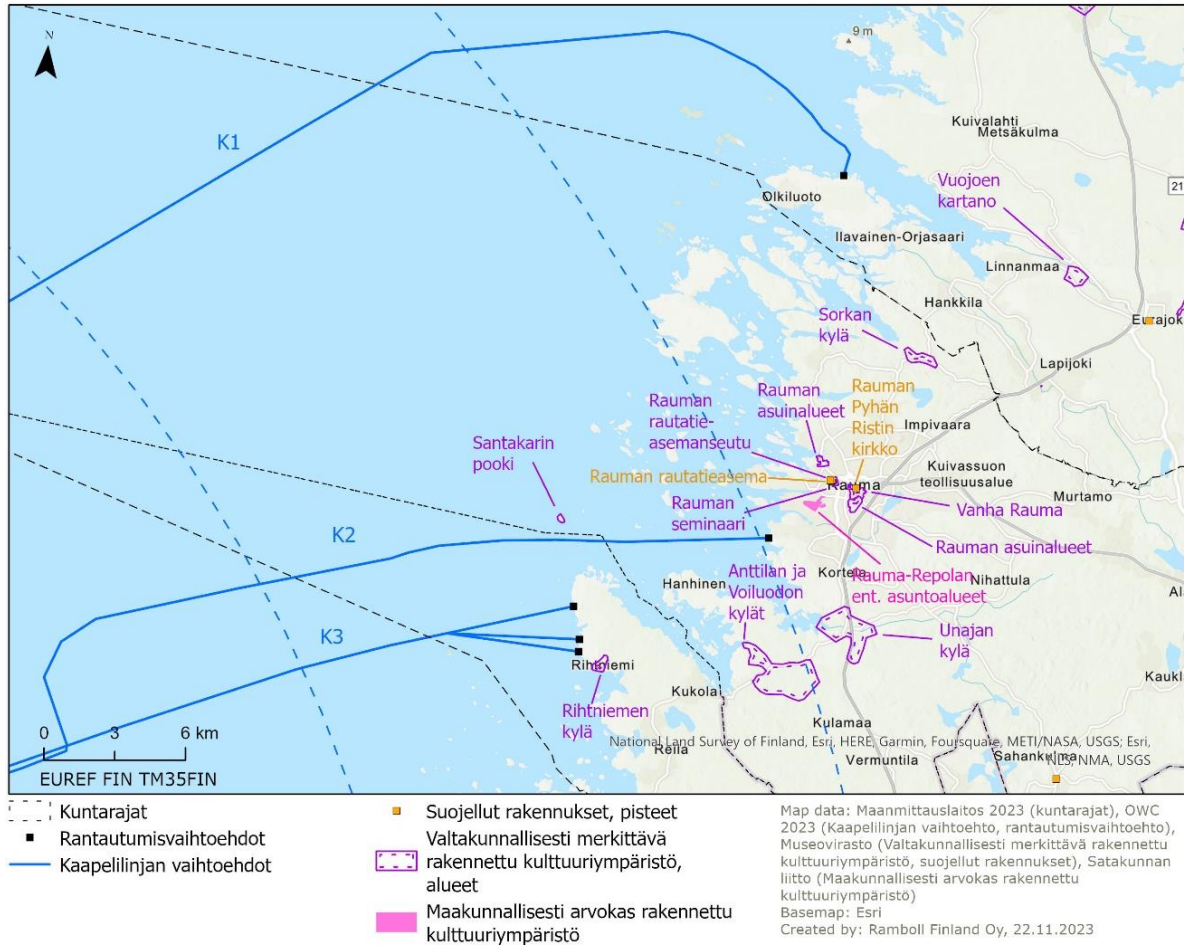 N
9 m
K1
Kuivalahti
Metsäkulma
21
Vuojoen
kartano
Olkiluoto
Ilavainen-Orjasaari
Linnanmaa
Hankkila
Eurajok
Sorkan
kylä
Lapijoki
Rauman
asuinalueet
Rauman
Pyhän
Ristin
kirkko
Rauman
rautatie-
asemanseutu
Impivaara
Santakarin
pooki
Rauman rautatieasema
Rauma
Kuivassuon
teollisuusalue
Murtamo
Rauman
seminaari
Vanha Rauma
K2
Rauman asuinalueet
Anttilan ja
Voiluodon
kylät
Hanhinen
Kortela
Rauma-Repolan
ent. asuntoalueet
Nihattula
Ala
K3
Unajan
kylä
Rihtniemi
Kaukl
Kukola
Rihtniemen
kylä
Kulamaa
0 3 6 km
Reila
National Land Survey of Finland, Esri, HERE, Garmin, Foursquare, METI/NASA, USGS; Esri,
NLS, NMA, USGS
Vermuntila
Sahankulma
EUREF FIN TM35FIN
Kuntarajat
Rantautumisvaihtoehdot
Kaapelilinjan vaihtoehdot
Suojellut rakennukset, pisteet
Valtakunnallisesti merkittävä
rakennettu kulttuuriympäristö,
alueet
Maakunnallisesti arvokas rakennettu
kulttuuriympäristö
Map data: Maanmittauslaitos 2023 (kuntarajat), OWC
2023 (Kaapelilinjan vaihtoehto, rantautumisvaihtoehto),
Museovirasto (Valtakunnallisesti merkittävä rakennettu
kulttuuriympäristö, suojellut rakennukset), Satakunnan
liitto (Maakunnallisesti arvokas rakennettu
kulttuuriympäristö)
Basemap: Esri
Created by: Ramboll Finland Oy, 22.11.2023